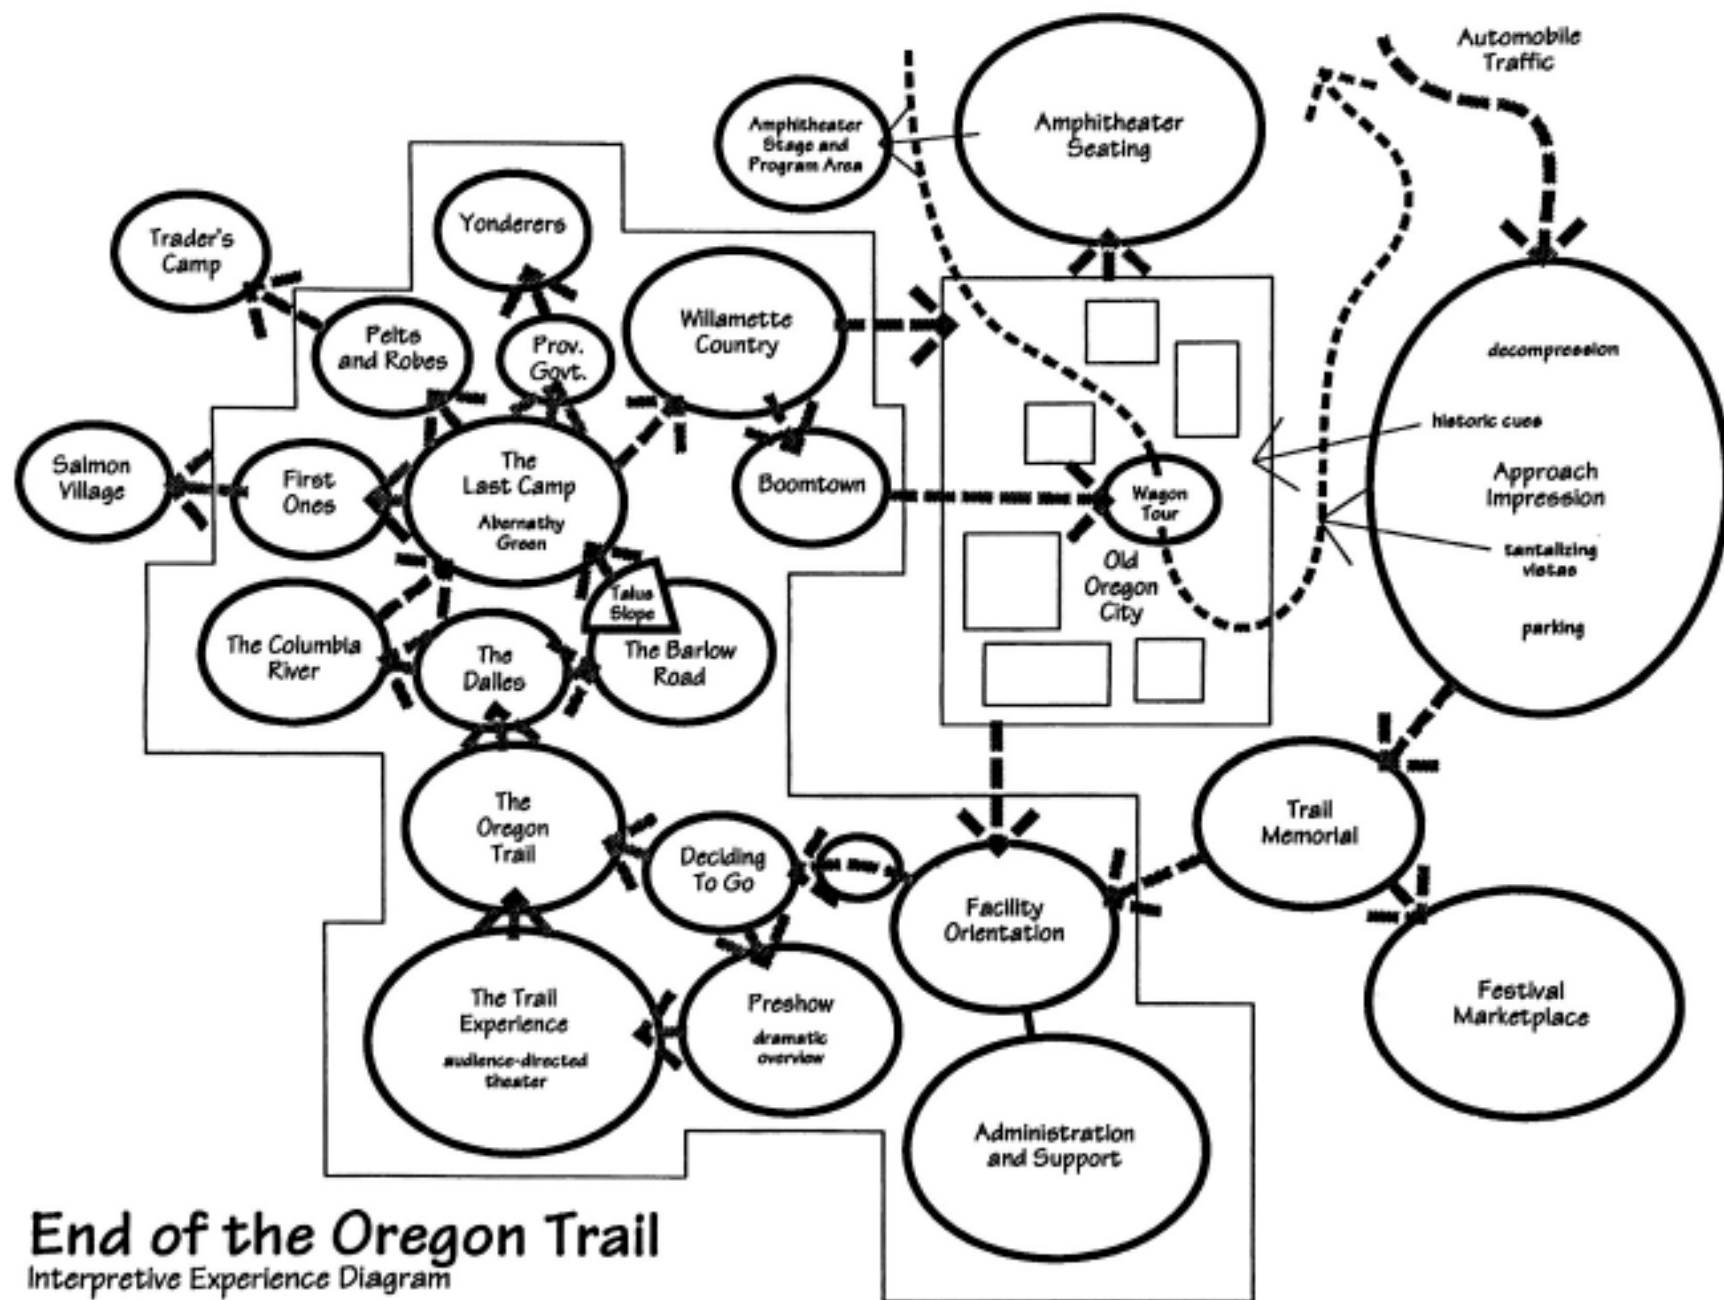 Automobile
Traffic
Amphitheater
Stage and
Program Area
Amphitheater
Seating
Trader's
Camp
Yonderers
Pelts
and Robes
Prov.
Govt.
Willamette
Country
decompression
historic cues
Approach
Impression
tantalizing
vistas
parking
Salmon
Village
First
Ones
The
Last Camp
Abernathy
Green
Boomtown
Wagon
Tour
Old
Oregon
City
The Columbia
River
The
Dalles
Talus
Slope
The Barlow
Road
The
Oregon
Trail
Deciding
To Go
Facility
Orientation
Trail
Memorial
The Trail
Experience
audience-directed
theater
Preshow
dramatic
overview
Festival
Marketplace
Administration
and Support
End of the Oregon Trail
Interpretive Experience Diagram